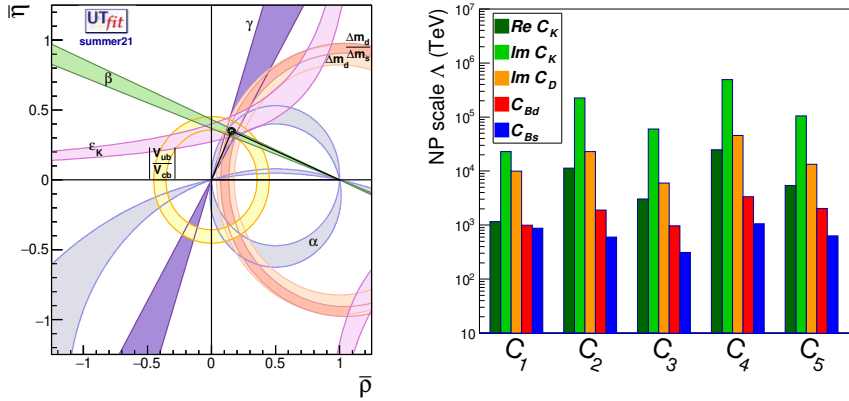 η̅
UTfit
summer21
γ
Δm_d
Δm_d/Δm_s
β
ε_K
|V_ub/V_cb|
α
1
0.5
0
−0.5
−1
−1
−0.5
0
0.5
1
ρ̅
NP scale Λ (TeV)
10^7
10^6
10^5
10^4
10^3
10^2
10
Re C_K
Im C_K
Im C_D
C_Bd
C_Bs
C_1
C_2
C_3
C_4
C_5